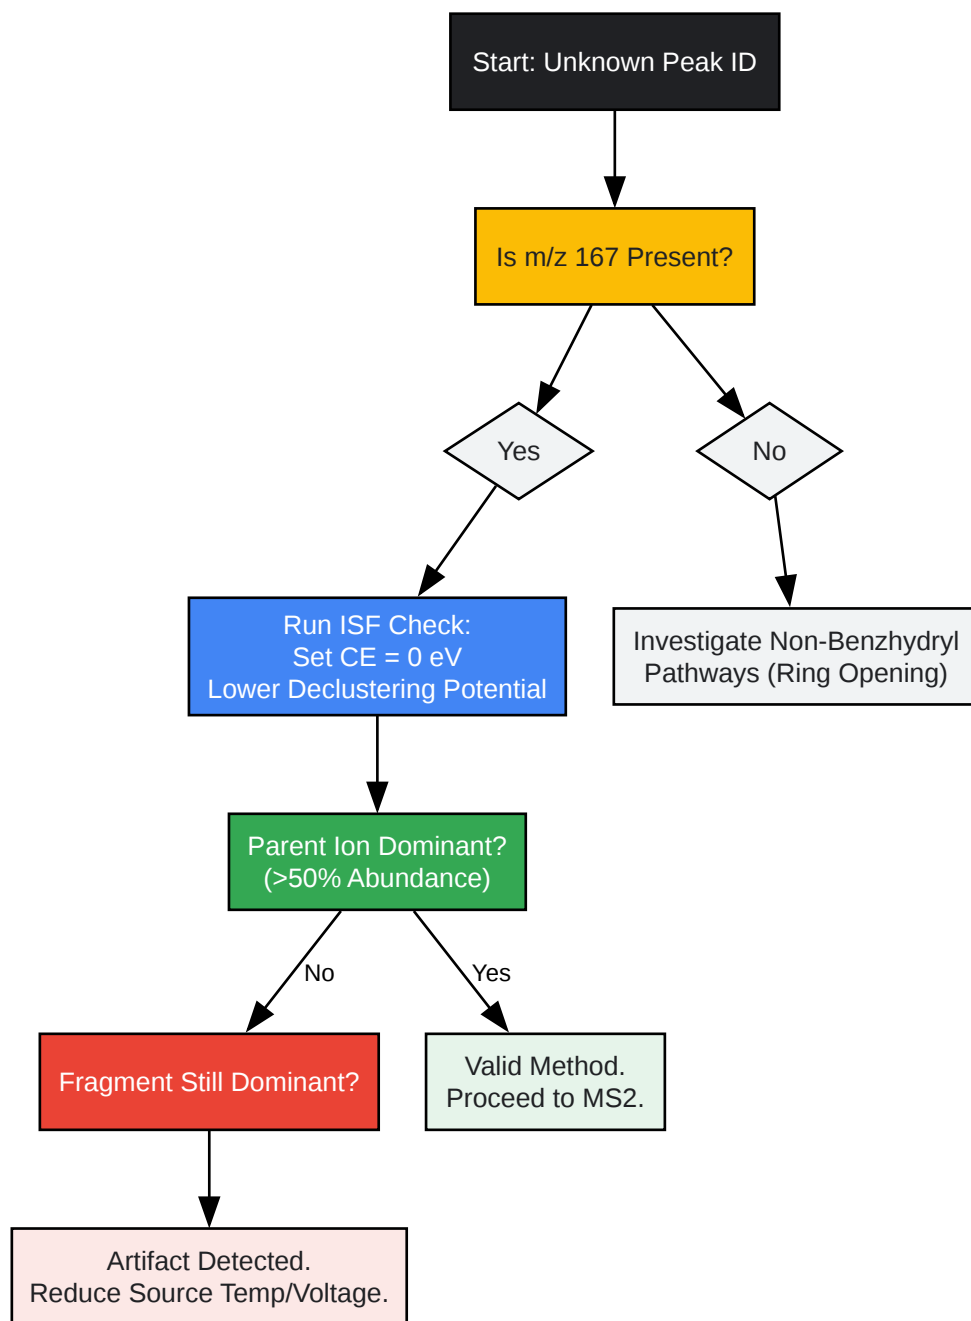 Start: Unknown Peak ID
Is m/z 167 Present?
Yes
No
Run ISF Check:
Set CE = 0 eV
Lower Declustering Potential
Investigate Non-Benzhydryl
Pathways (Ring Opening)
Parent Ion Dominant?
(>50% Abundance)
No
Yes
Fragment Still Dominant?
Valid Method.
Proceed to MS2.
Artifact Detected.
Reduce Source Temp/Voltage.